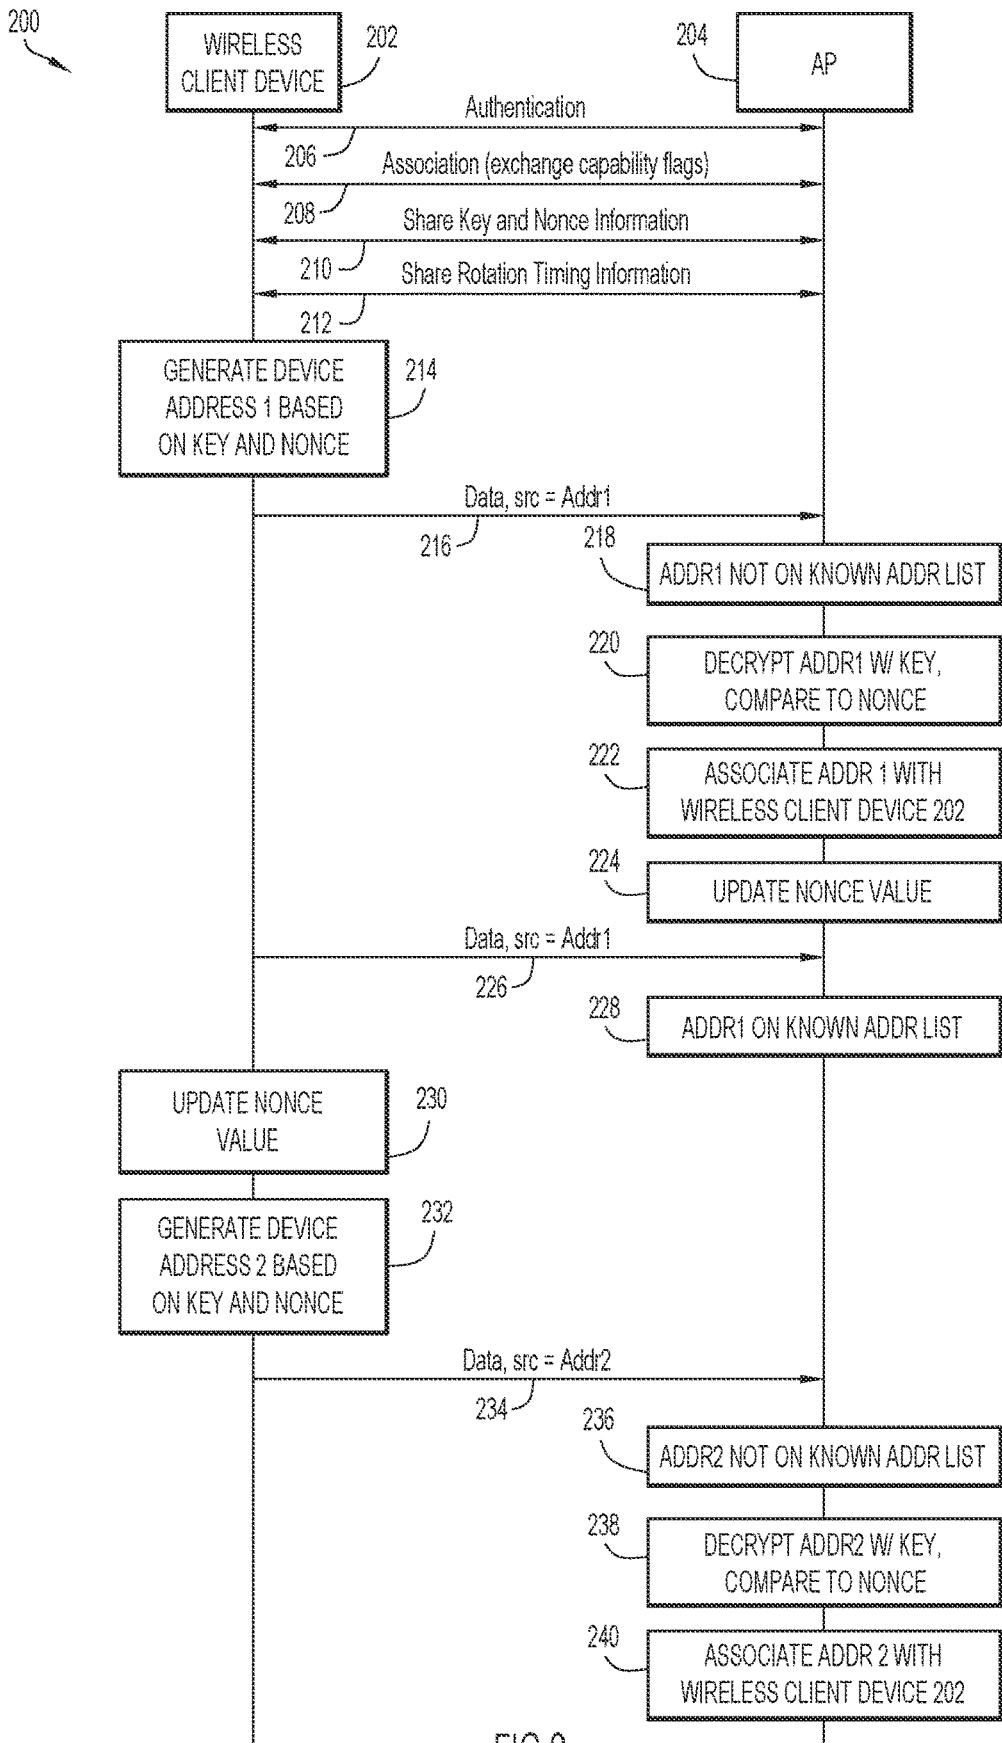 200
WIRELESS
CLIENT DEVICE
202
204
AP
Authentication
206
Association (exchange capability flags)
208
Share Key and Nonce Information
210
Share Rotation Timing Information
212
GENERATE DEVICE
ADDRESS 1 BASED
ON KEY AND NONCE
214
Data, src = Addr1
216
218
ADDR1 NOT ON KNOWN ADDR LIST
220
DECRYPT ADDR1 W/ KEY,
COMPARE TO NONCE
222
ASSOCIATE ADDR 1 WITH
WIRELESS CLIENT DEVICE 202
224
UPDATE NONCE VALUE
Data, src = Addr1
226
228
ADDR1 ON KNOWN ADDR LIST
UPDATE NONCE
VALUE
230
GENERATE DEVICE
ADDRESS 2 BASED
ON KEY AND NONCE
232
Data, src = Addr2
234
236
ADDR2 NOT ON KNOWN ADDR LIST
238
DECRYPT ADDR2 W/ KEY,
COMPARE TO NONCE
240
ASSOCIATE ADDR 2 WITH
WIRELESS CLIENT DEVICE 202